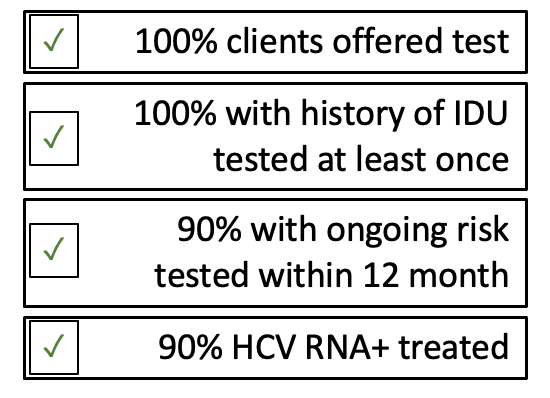 ✓ 100% clients offered test
✓ 100% with history of IDU
tested at least once
✓ 90% with ongoing risk
tested within 12 month
✓ 90% HCV RNA+ treated